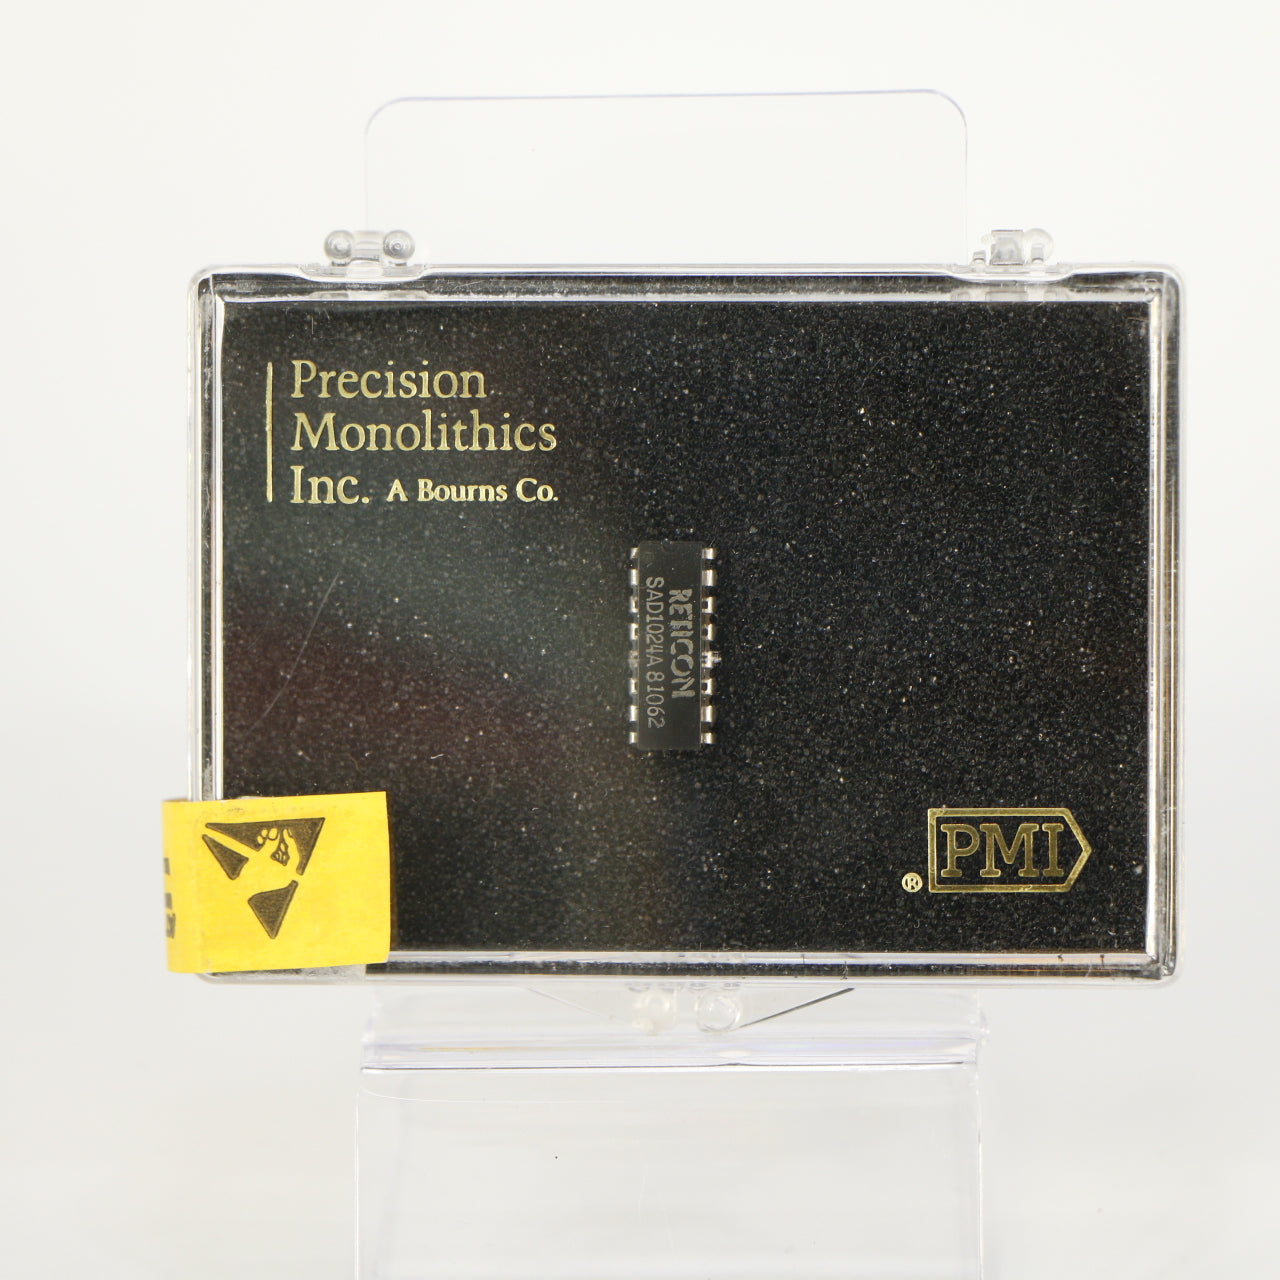 Precision
Monolithics
Inc. A Bourns Co.
RETICON
SAD1024A 81062
® PMI